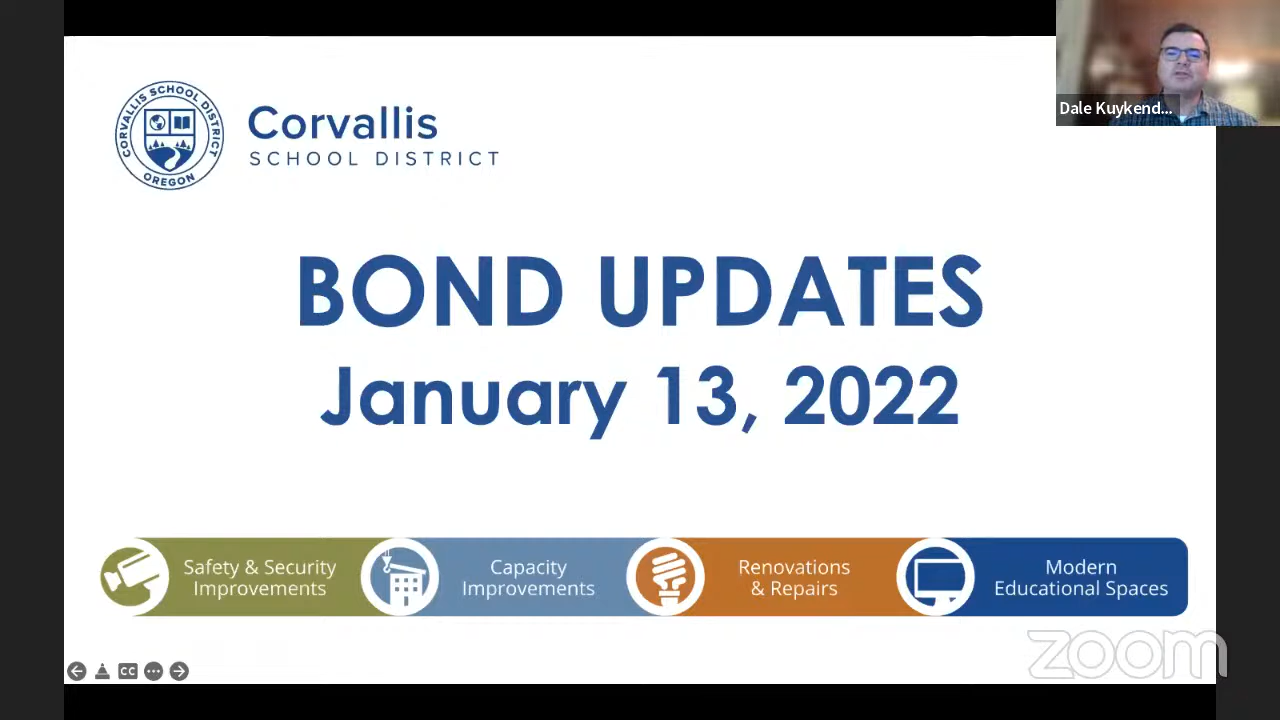 Dale Kuykend...
CORVALLIS SCHOOL DISTRICT
OREGON
Corvallis
SCHOOL DISTRICT
BOND UPDATES
January 13, 2022
Safety & Security
Improvements
Capacity
Improvements
Renovations
& Repairs
Modern
Educational Spaces
zoom
CC